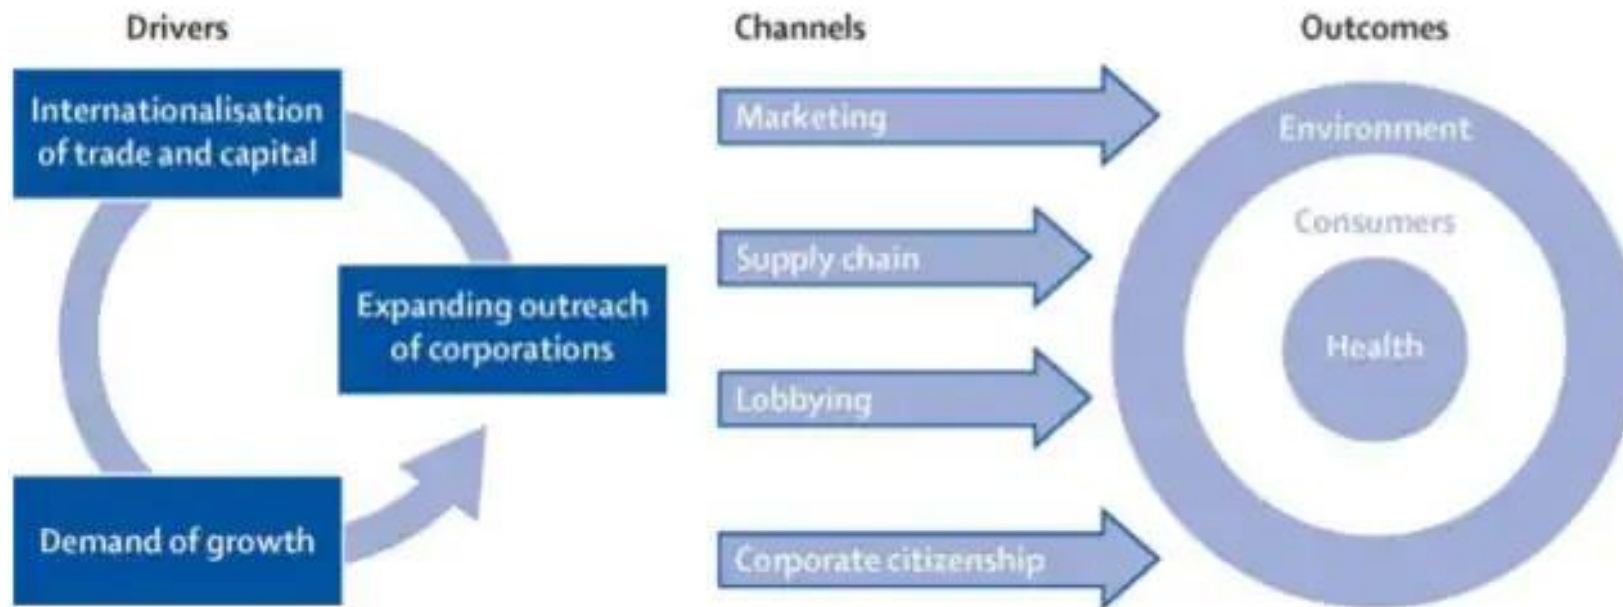 Drivers
Channels
Outcomes
Internationalisation
of trade and capital
Expanding outreach
of corporations
Demand of growth
Marketing
Supply chain
Lobbying
Corporate citizenship
Environment
Consumers
Health